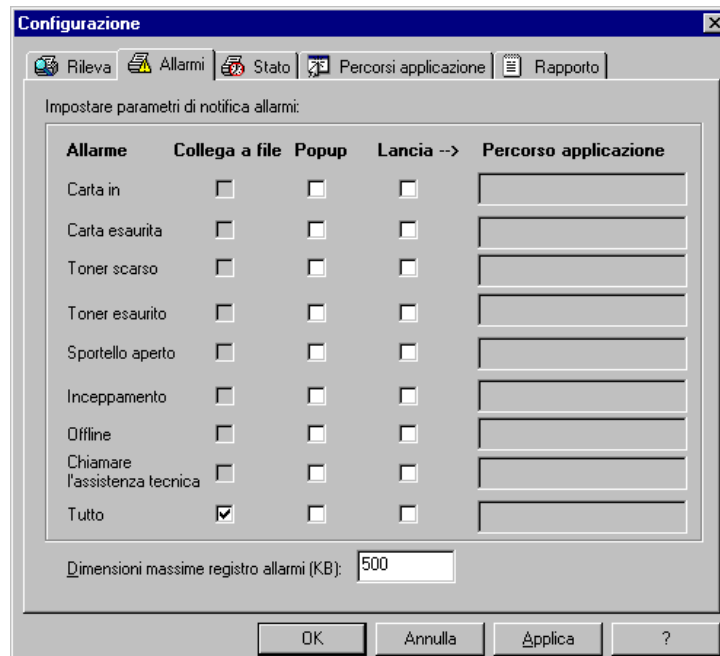 Configurazione
Rileva Allarmi Stato Percorsi applicazione Rapporto
Impostare parametri di notifica allarmi:
Allarme Collega a file Popup Lancia --> Percorso applicazione
Carta in
Carta esaurita
Toner scarso
Toner esaurito
Sportello aperto
Inceppamento
Offline
Chiamare
l'assistenza tecnica
Tutto
Dimensioni massime registro allarmi (KB): 500
OK Annulla Applica ?